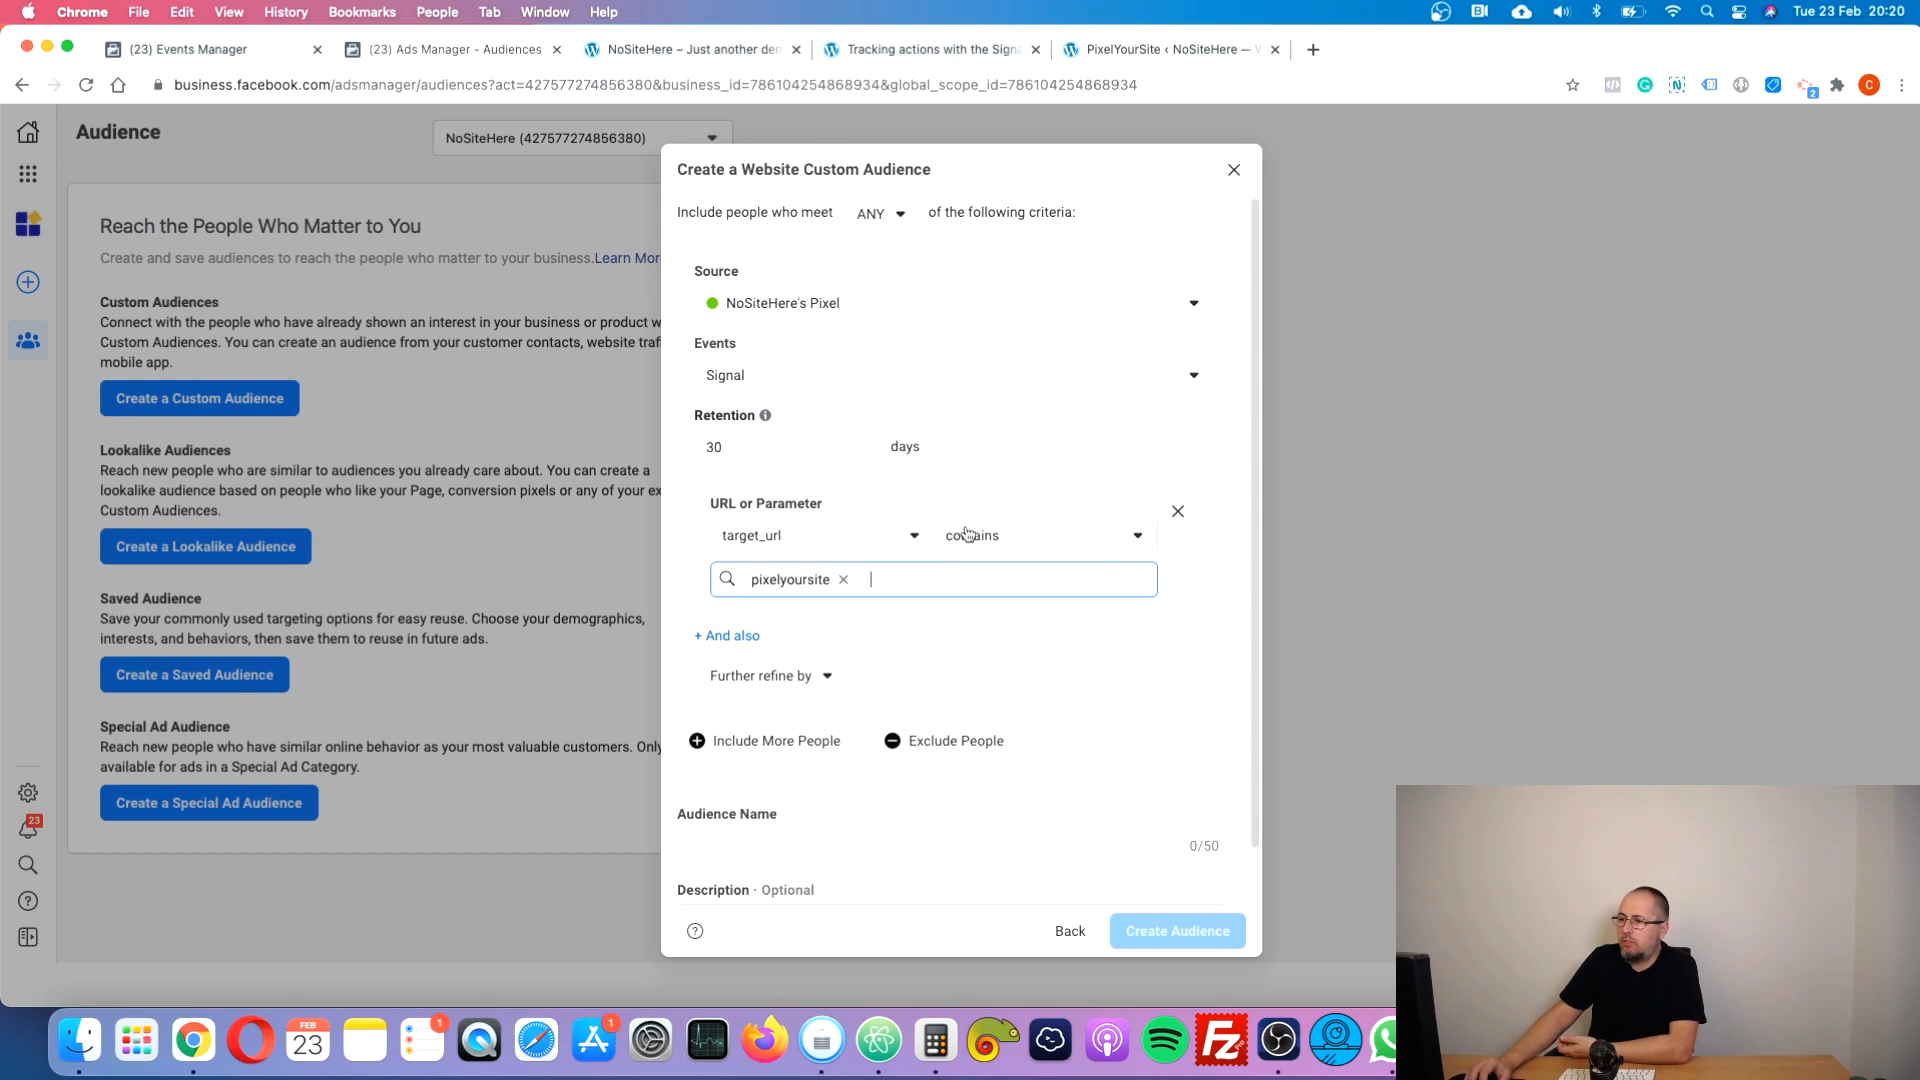 Chrome File Edit View History Bookmarks People Tab Window Help Tue 23 Feb 20:20
(23) Events Manager (23) Ads Manager - Audiences NoSiteHere – Just another dem Tracking actions with the Signa PixelYourSite ‹ NoSiteHere —
business.facebook.com/adsmanager/audiences?act=427577274856380&business_id=786104254868934&global_scope_id=786104254868934
Audience
NoSiteHere (427577274856380)
Reach the People Who Matter to You
Create and save audiences to reach the people who matter to your business.Learn Mor
Custom Audiences
Connect with the people who have already shown an interest in your business or product w
Custom Audiences. You can create an audience from your customer contacts, website traf
mobile app.
Create a Custom Audience
Lookalike Audiences
Reach new people who are similar to audiences you already care about. You can create a
lookalike audience based on people who like your Page, conversion pixels or any of your ex
Custom Audiences.
Create a Lookalike Audience
Saved Audience
Save your commonly used targeting options for easy reuse. Choose your demographics,
interests, and behaviors, then save them to reuse in future ads.
Create a Saved Audience
Special Ad Audience
Reach new people who have similar online behavior as your most valuable customers. Only
available for ads in a Special Ad Category.
Create a Special Ad Audience
23
Create a Website Custom Audience
Include people who meet ANY of the following criteria:
Source
NoSiteHere's Pixel
Events
Signal
Retention
30 days
URL or Parameter
target_url contains
pixelyoursite
+ And also
Further refine by
Include More People Exclude People
Audience Name
0/50
Description · Optional
Back Create Audience
FEB
23
1
1
Fz